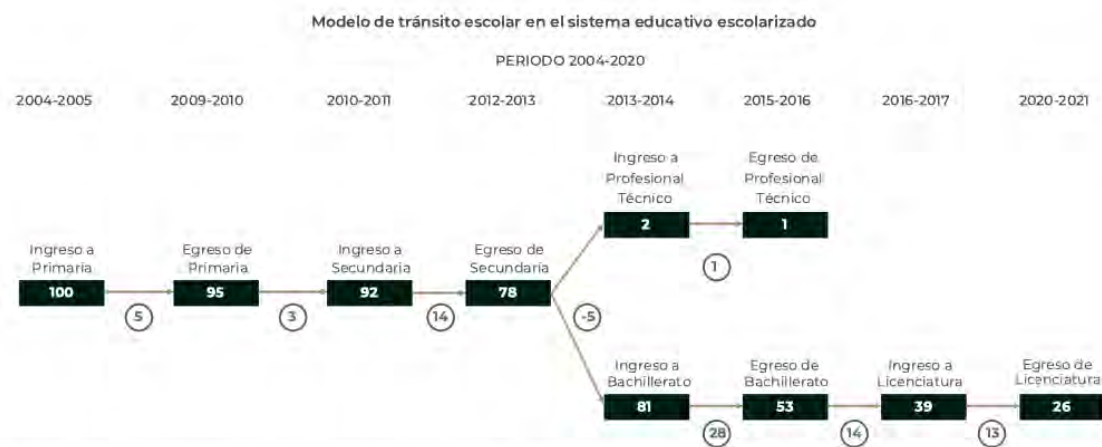 Modelo de tránsito escolar en el sistema educativo escolarizado
PERIODO 2004-2020
2004-2005 2009-2010 2010-2011 2012-2013 2013-2014 2015-2016 2016-2017 2020-2021
Ingreso a
Profesional
Técnico
2
Egreso de
Profesional
Técnico
1
1
Ingreso a
Primaria
100
5
Egreso de
Primaria
95
3
Ingreso a
Secundaria
92
14
Egreso de
Secundaria
78
-5
Ingreso a
Bachillerato
81
28
Egreso de
Bachillerato
53
14
Ingreso a
Licenciatura
39
13
Egreso de
Licenciatura
26